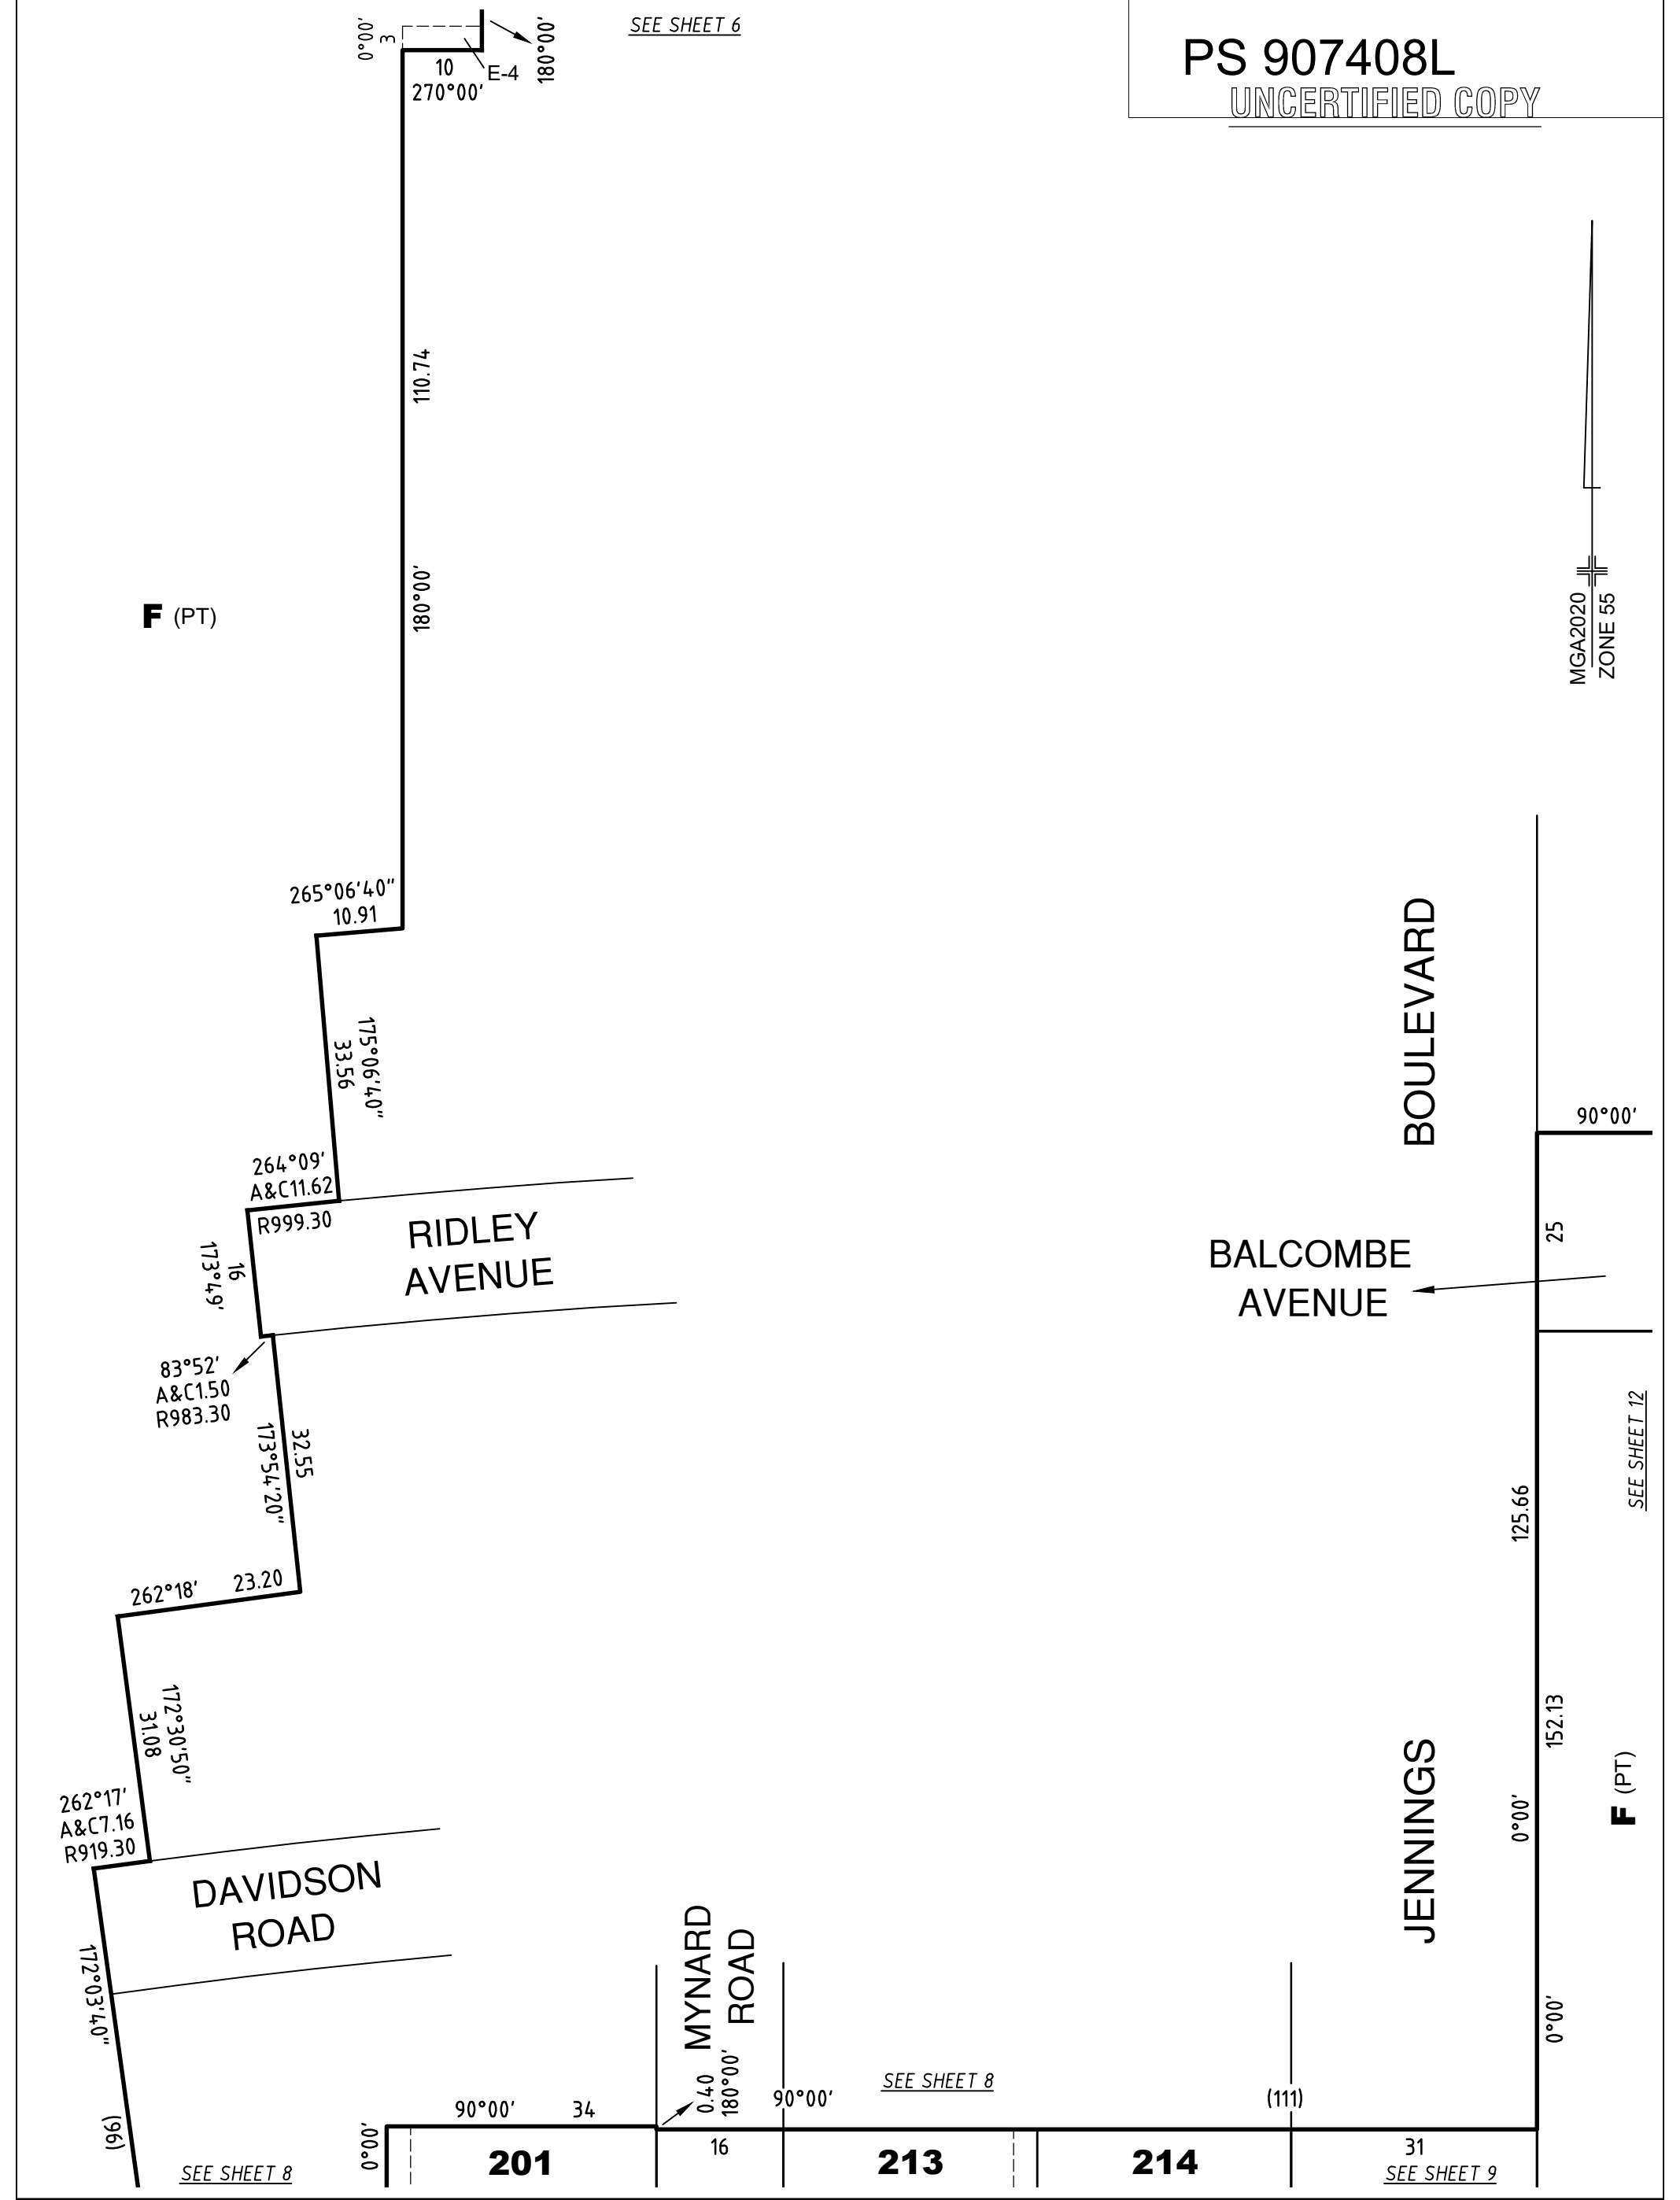 SEE SHEET 6
PS 907408L
UNCERTIFIED COPY
0°00'
3
10
270°00'
E-4
180°00'
110.74
180°00'
F (PT)
MGA2020
ZONE 55
265°06'40"
10.91
175°06'40"
33.56
264°09'
A&C11.62
R999.30
RIDLEY
AVENUE
16
173°49'
83°52'
A&C1.50
R983.30
32.55
173°54'20"
262°18'
23.20
172°30'50"
31.08
262°17'
A&C7.16
R919.30
DAVIDSON
ROAD
172°03'40"
(96)
BOULEVARD
90°00'
25
BALCOMBE
AVENUE
SEE SHEET 12
125.66
152.13
0°00'
F (PT)
JENNINGS
0°00'
MYNARD
ROAD
0.40
180°00'
90°00'
SEE SHEET 8
(111)
90°00'
34
0°00'
201
16
213
214
31
SEE SHEET 8
SEE SHEET 9